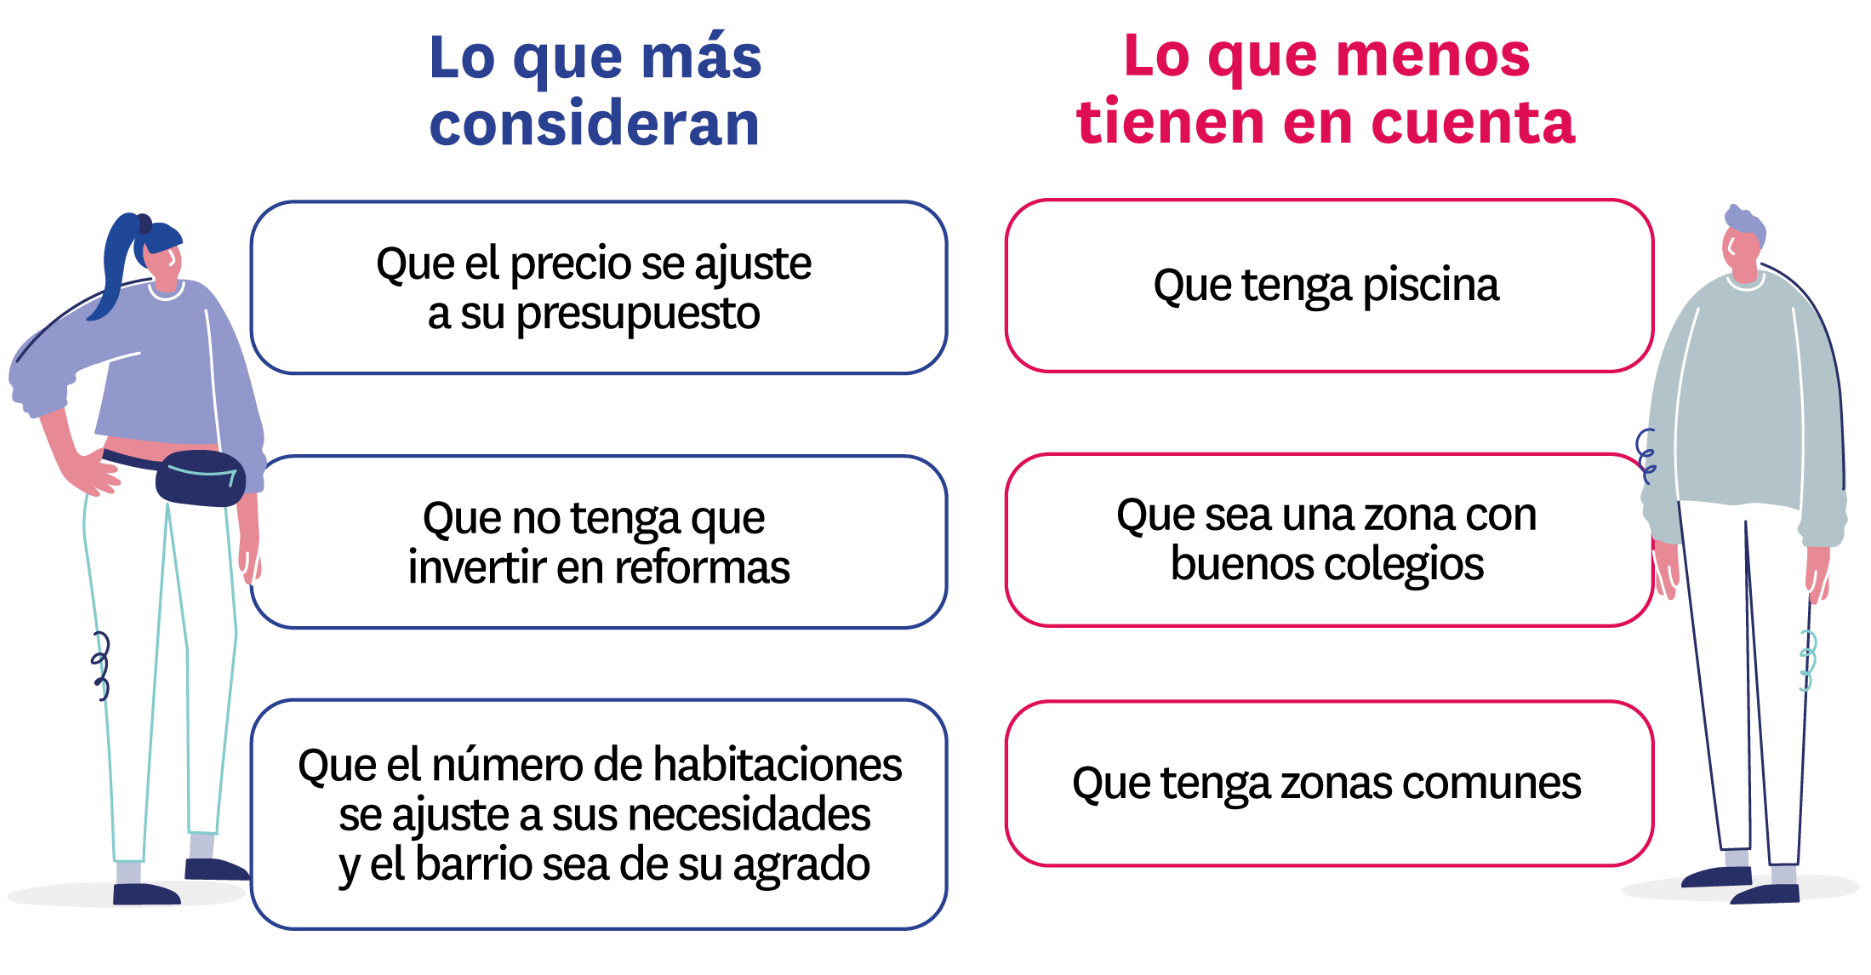 Lo que más
consideran
Que el precio se ajuste
a su presupuesto
Que no tenga que
invertir en reformas
Que el número de habitaciones
se ajuste a sus necesidades
y el barrio sea de su agrado
Lo que menos
tienen en cuenta
Que tenga piscina
Que sea una zona con
buenos colegios
Que tenga zonas comunes